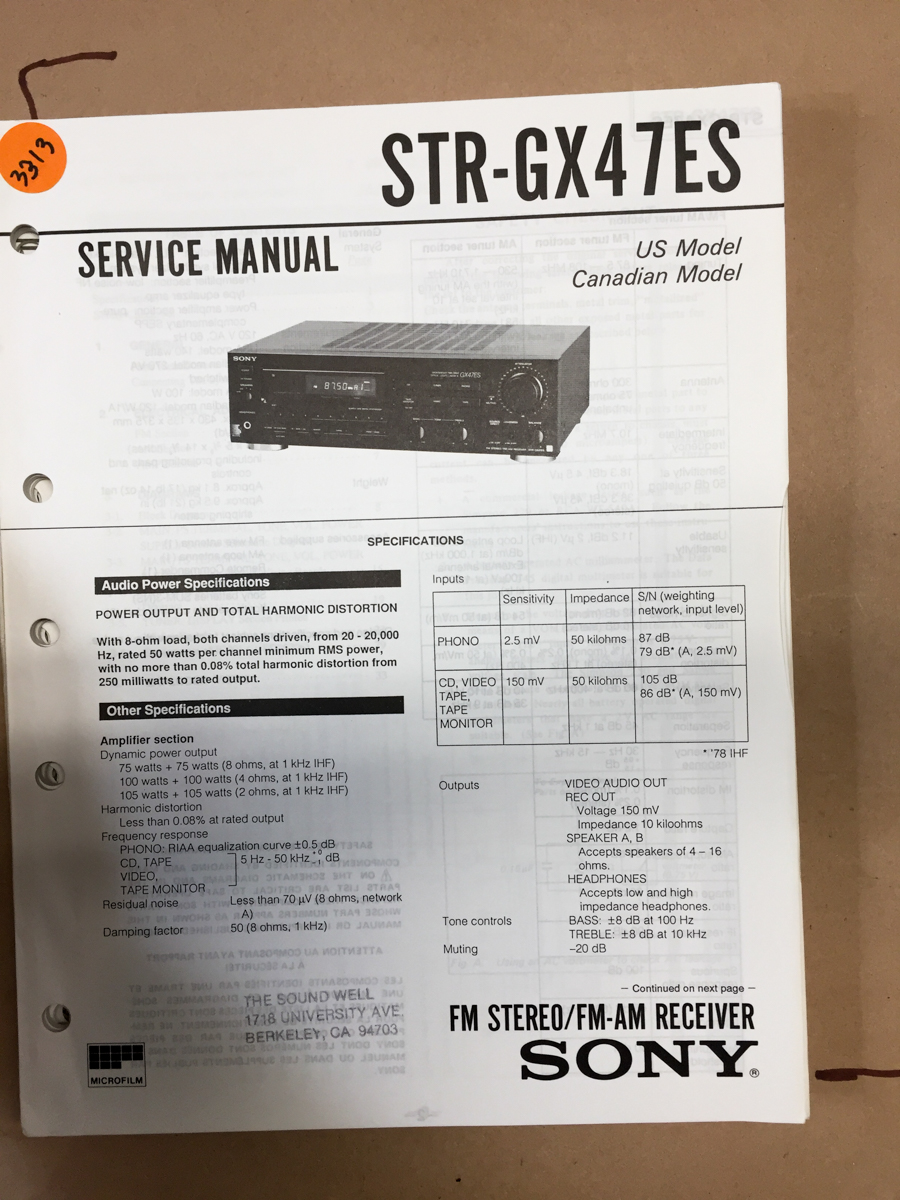 3313
STR-GX47ES
SERVICE MANUAL
US Model
Canadian Model
SONY
GX47ES
SPECIFICATIONS
Audio Power Specifications
POWER OUTPUT AND TOTAL HARMONIC DISTORTION
With 8-ohm load, both channels driven, from 20 - 20,000
Hz, rated 50 watts per channel minimum RMS power,
with no more than 0.08% total harmonic distortion from
250 milliwatts to rated output.
Other Specifications
Amplifier section
Dynamic power output
75 watts + 75 watts (8 ohms, at 1 kHz IHF)
100 watts + 100 watts (4 ohms, at 1 kHz IHF)
105 watts + 105 watts (2 ohms, at 1 kHz IHF)
Harmonic distortion
Less than 0.08% at rated output
Frequency response
PHONO: RIAA equalization curve ±0.5 dB
CD, TAPE
VIDEO,
TAPE MONITOR
5 Hz - 50 kHz +0 -1 dB
Residual noise Less than 70 µV (8 ohms, network
A)
Damping factor 50 (8 ohms, 1 kHz)
Inputs
Sensitivity Impedance S/N (weighting
network, input level)
PHONO 2.5 mV 50 kilohms 87 dB
79 dB* (A, 2.5 mV)
CD, VIDEO 150 mV 50 kilohms 105 dB
TAPE, 86 dB* (A, 150 mV)
TAPE
MONITOR
* '78 IHF
Outputs VIDEO AUDIO OUT
REC OUT
Voltage 150 mV
Impedance 10 kiloohms
SPEAKER A, B
Accepts speakers of 4 – 16
ohms.
HEADPHONES
Accepts low and high
impedance headphones.
Tone controls BASS: ±8 dB at 100 Hz
TREBLE: ±8 dB at 10 kHz
Muting –20 dB
– Continued on next page –
THE SOUND WELL
1718 UNIVERSITY AVE.
BERKELEY, CA 94703
MICROFILM
FM STEREO/FM-AM RECEIVER
SONY®